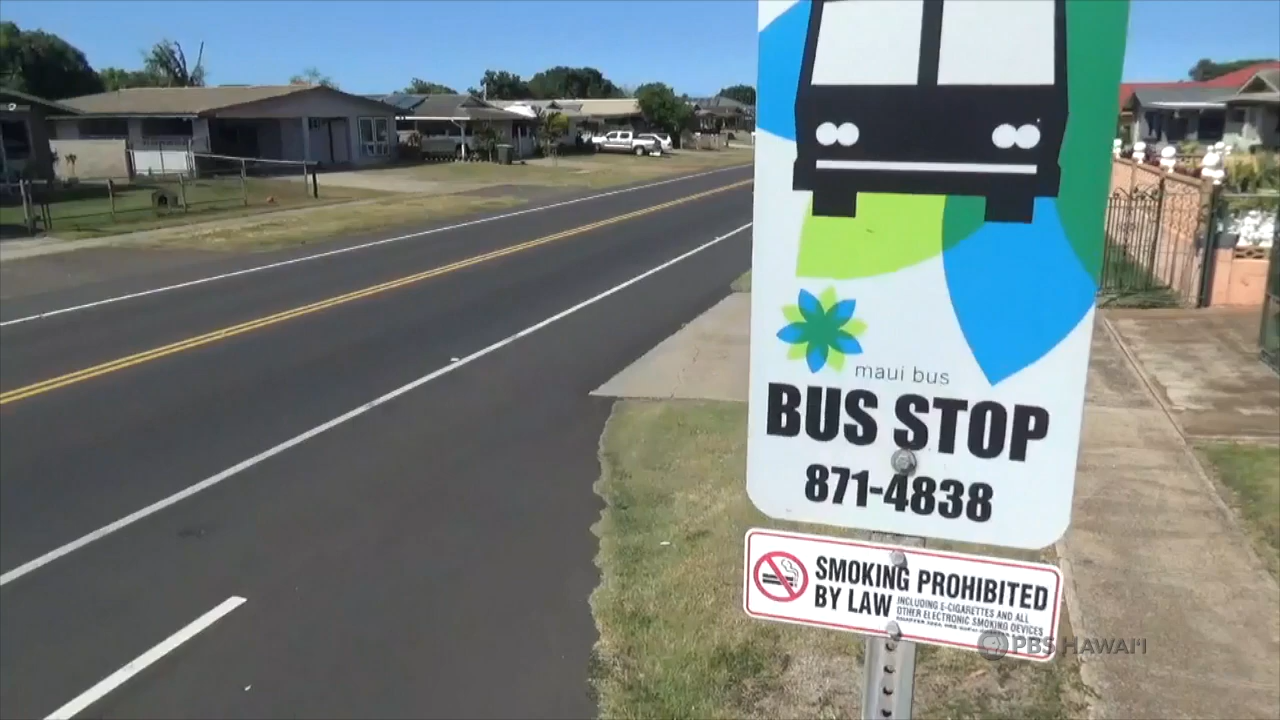 maui bus
BUS STOP
871-4838
SMOKING PROHIBITED
BY LAW
INCLUDING E-CIGARETTES AND ALL
OTHER ELECTRONIC SMOKING DEVICES
PBS HAWAIʻI